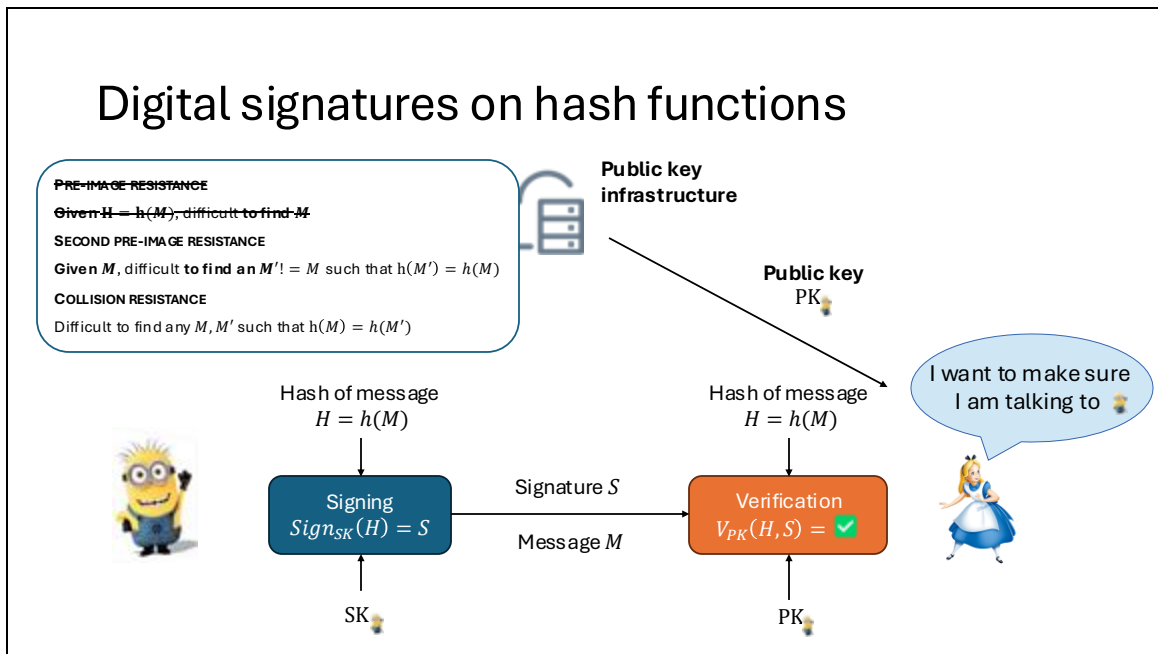 Digital signatures on hash functions
PRE-IMAGE RESISTANCE
Given H = h(M), difficult to find M
SECOND PRE-IMAGE RESISTANCE
Given M, difficult to find an M′! = M such that h(M′) = h(M)
COLLISION RESISTANCE
Difficult to find any M, M′ such that h(M) = h(M′)
Public key
infrastructure
Public key
PK
I want to make sure
I am talking to
Hash of message
H = h(M)
Hash of message
H = h(M)
Signing
Sign_SK(H) = S
Signature S
Message M
Verification
V_PK(H, S) = ✅
SK
PK